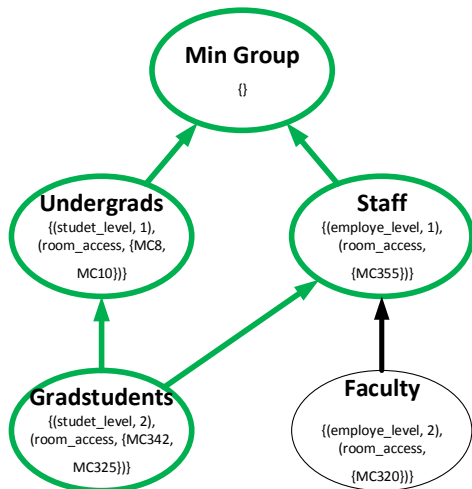 Min Group
{}
Undergrads
{(studet_level, 1),
(room_access, {MC8,
MC10})}
Staff
{(employe_level, 1),
(room_access,
{MC355})}
Gradstudents
{(studet_level, 2),
(room_access, {MC342,
MC325})}
Faculty
{(employe_level, 2),
(room_access,
{MC320})}